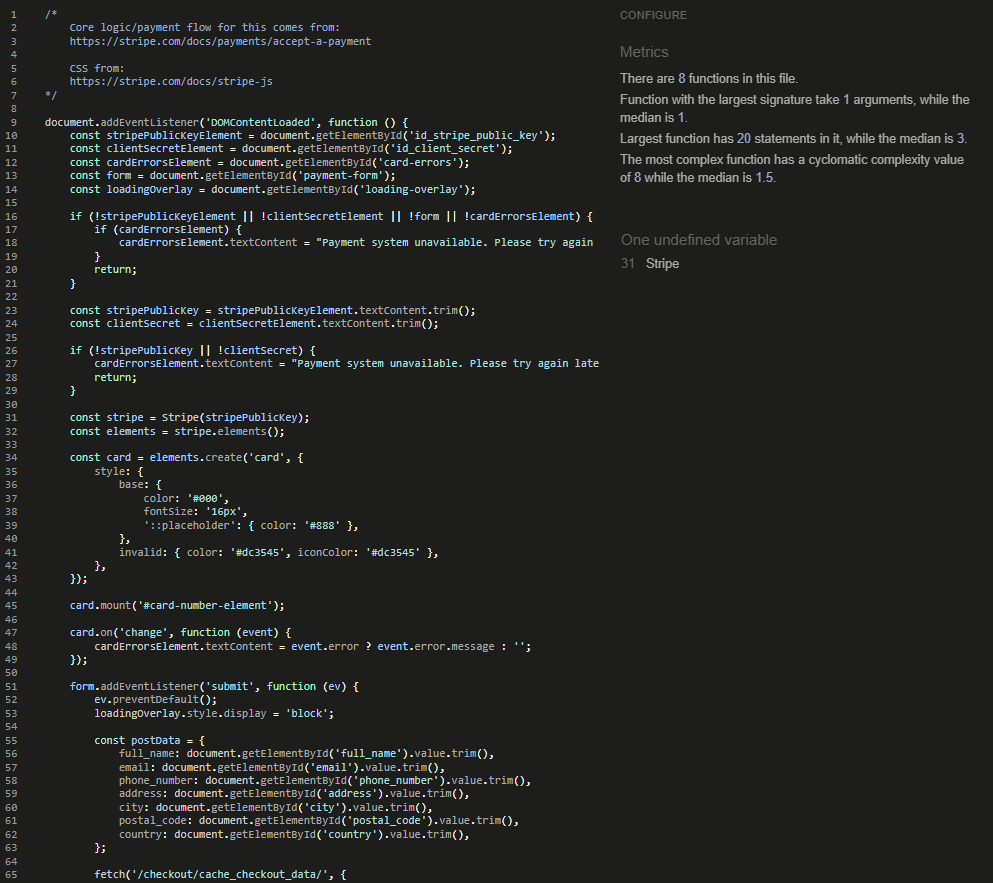 1 /*
2 Core logic/payment flow for this comes from:
3 https://stripe.com/docs/payments/accept-a-payment
4
5 CSS from:
6 https://stripe.com/docs/stripe-js
7 */
8
9 document.addEventListener('DOMContentLoaded', function () {
10 const stripePublicKeyElement = document.getElementById('id_stripe_public_key');
11 const clientSecretElement = document.getElementById('id_client_secret');
12 const cardErrorsElement = document.getElementById('card-errors');
13 const form = document.getElementById('payment-form');
14 const loadingOverlay = document.getElementById('loading-overlay');
15
16 if (!stripePublicKeyElement || !clientSecretElement || !form || !cardErrorsElement) {
17 if (cardErrorsElement) {
18 cardErrorsElement.textContent = "Payment system unavailable. Please try again
19 }
20 return;
21 }
22
23 const stripePublicKey = stripePublicKeyElement.textContent.trim();
24 const clientSecret = clientSecretElement.textContent.trim();
25
26 if (!stripePublicKey || !clientSecret) {
27 cardErrorsElement.textContent = "Payment system unavailable. Please try again late
28 return;
29 }
30
31 const stripe = Stripe(stripePublicKey);
32 const elements = stripe.elements();
33
34 const card = elements.create('card', {
35 style: {
36 base: {
37 color: '#000',
38 fontSize: '16px',
39 '::placeholder': { color: '#888' },
40 },
41 invalid: { color: '#dc3545', iconColor: '#dc3545' },
42 },
43 });
44
45 card.mount('#card-number-element');
46
47 card.on('change', function (event) {
48 cardErrorsElement.textContent = event.error ? event.error.message : '';
49 });
50
51 form.addEventListener('submit', function (ev) {
52 ev.preventDefault();
53 loadingOverlay.style.display = 'block';
54
55 const postData = {
56 full_name: document.getElementById('full_name').value.trim(),
57 email: document.getElementById('email').value.trim(),
58 phone_number: document.getElementById('phone_number').value.trim(),
59 address: document.getElementById('address').value.trim(),
60 city: document.getElementById('city').value.trim(),
61 postal_code: document.getElementById('postal_code').value.trim(),
62 country: document.getElementById('country').value.trim(),
63 };
64
65 fetch('/checkout/cache_checkout_data/', {
CONFIGURE
Metrics
There are 8 functions in this file.
Function with the largest signature take 1 arguments, while the
median is 1.
Largest function has 20 statements in it, while the median is 3.
The most complex function has a cyclomatic complexity value
of 8 while the median is 1.5.
One undefined variable
31 Stripe